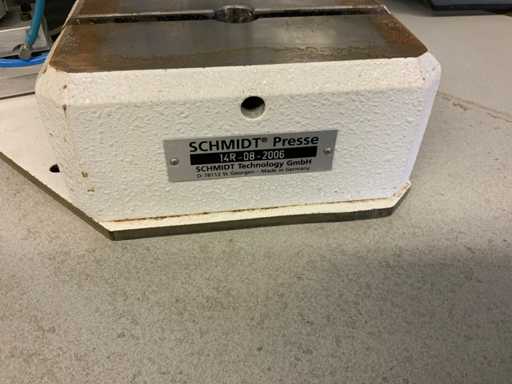 SCHMIDT® Presse
14R-08-2006
SCHMIDT Technology GmbH
D-78112 St. Georgen - Made in Germany